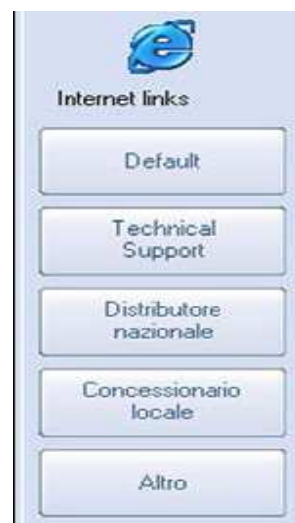 Internet links
Default
Technical
Support
Distributore
nazionale
Concessionario
locale
Altro